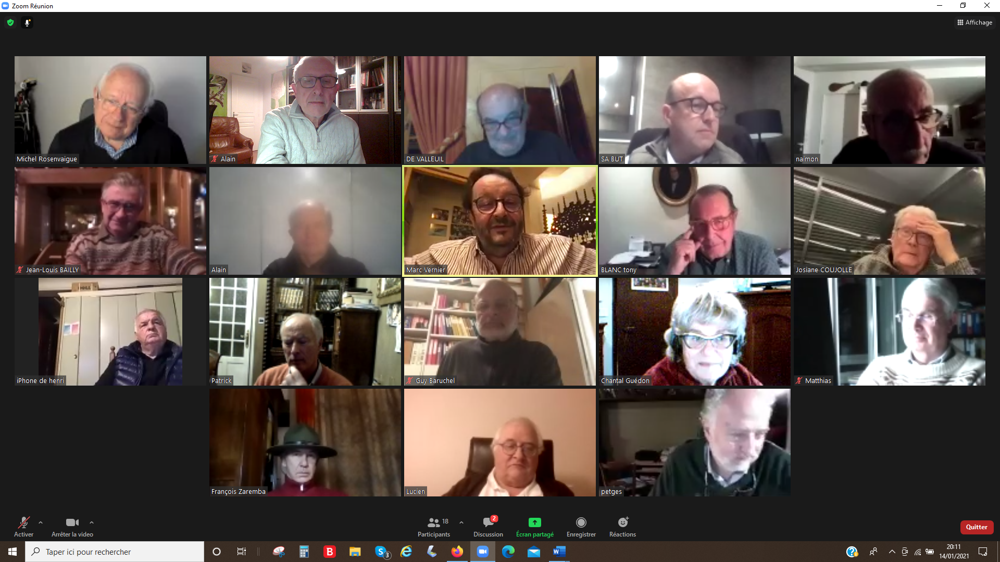 Zoom Réunion
Affichage
Michel Rosenvaigue
Alain
DE VALLEUIL
SA BUT
naimon
Jean-Louis BAILLY
Alain
Marc Vernier
BLANC tony
Josiane COUJOLLE
iPhone de henri
Patrick
Guy Baruchel
Chantal Guédon
Matthias
François Zaremba
Lucien
petges
Activer
Arrêter la video
Participants
18
Discussion
2
Écran partagé
Enregistrer
Réactions
Quitter
Taper ici pour rechercher
B
S
3
W
20:11
14/01/2021